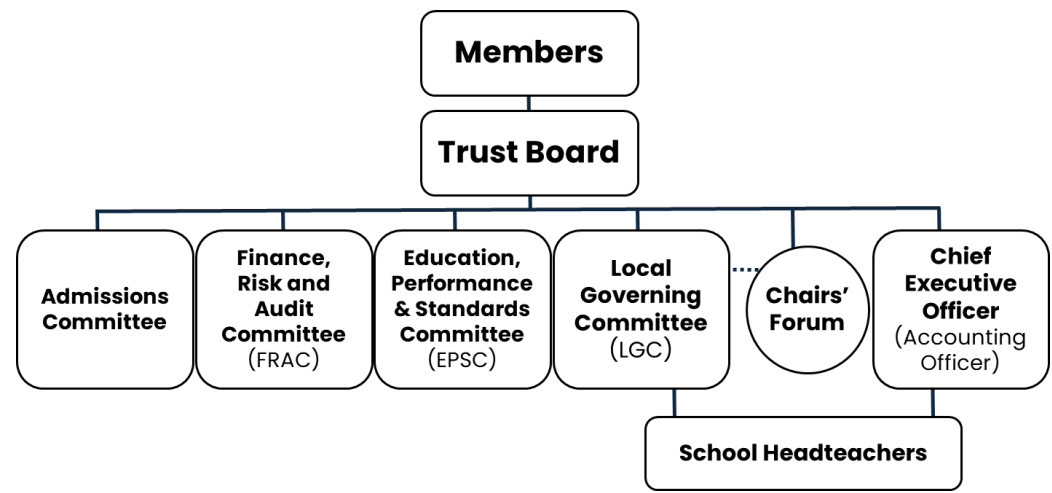 Members
Trust Board
Admissions
Committee
Finance,
Risk and
Audit
Committee
(FRAC)
Education,
Performance
& Standards
Committee
(EPSC)
Local
Governing
Committee
(LGC)
Chairs’
Forum
Chief
Executive
Officer
(Accounting
Officer)
School Headteachers